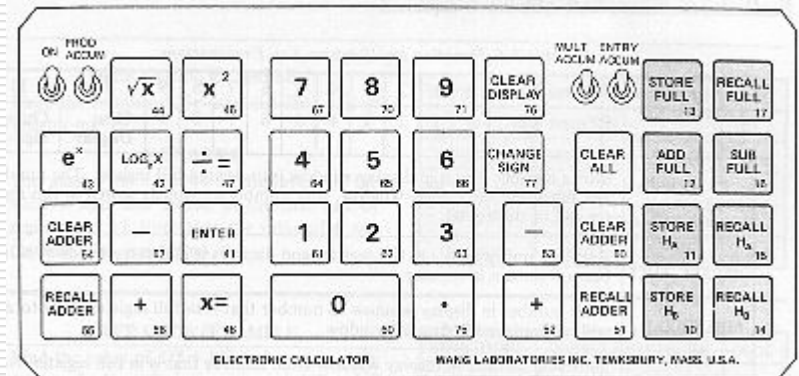 ON PROD ACCUM MULT ACCUM ENTRY ACCUM
√x 44 x² 45 7 67 8 70 9 71 CLEAR DISPLAY 76 STORE FULL 13 RECALL FULL 17
eˣ 43 LOGₑX 42 ÷= 47 4 64 5 65 6 66 CHANGE SIGN 77 CLEAR ALL ADD FULL 12 SUB FULL 16
CLEAR ADDER 54 − 57 ENTER 41 1 61 2 62 3 63 − 53 CLEAR ADDER 50 STORE Hₐ 11 RECALL Hₐ 15
RECALL ADDER 55 + 56 X= 46 0 60 • 75 + 52 RECALL ADDER 51 STORE 10 RECALL 14
ELECTRONIC CALCULATOR WANG LABORATORIES INC. TEWKSBURY, MASS. U.S.A.